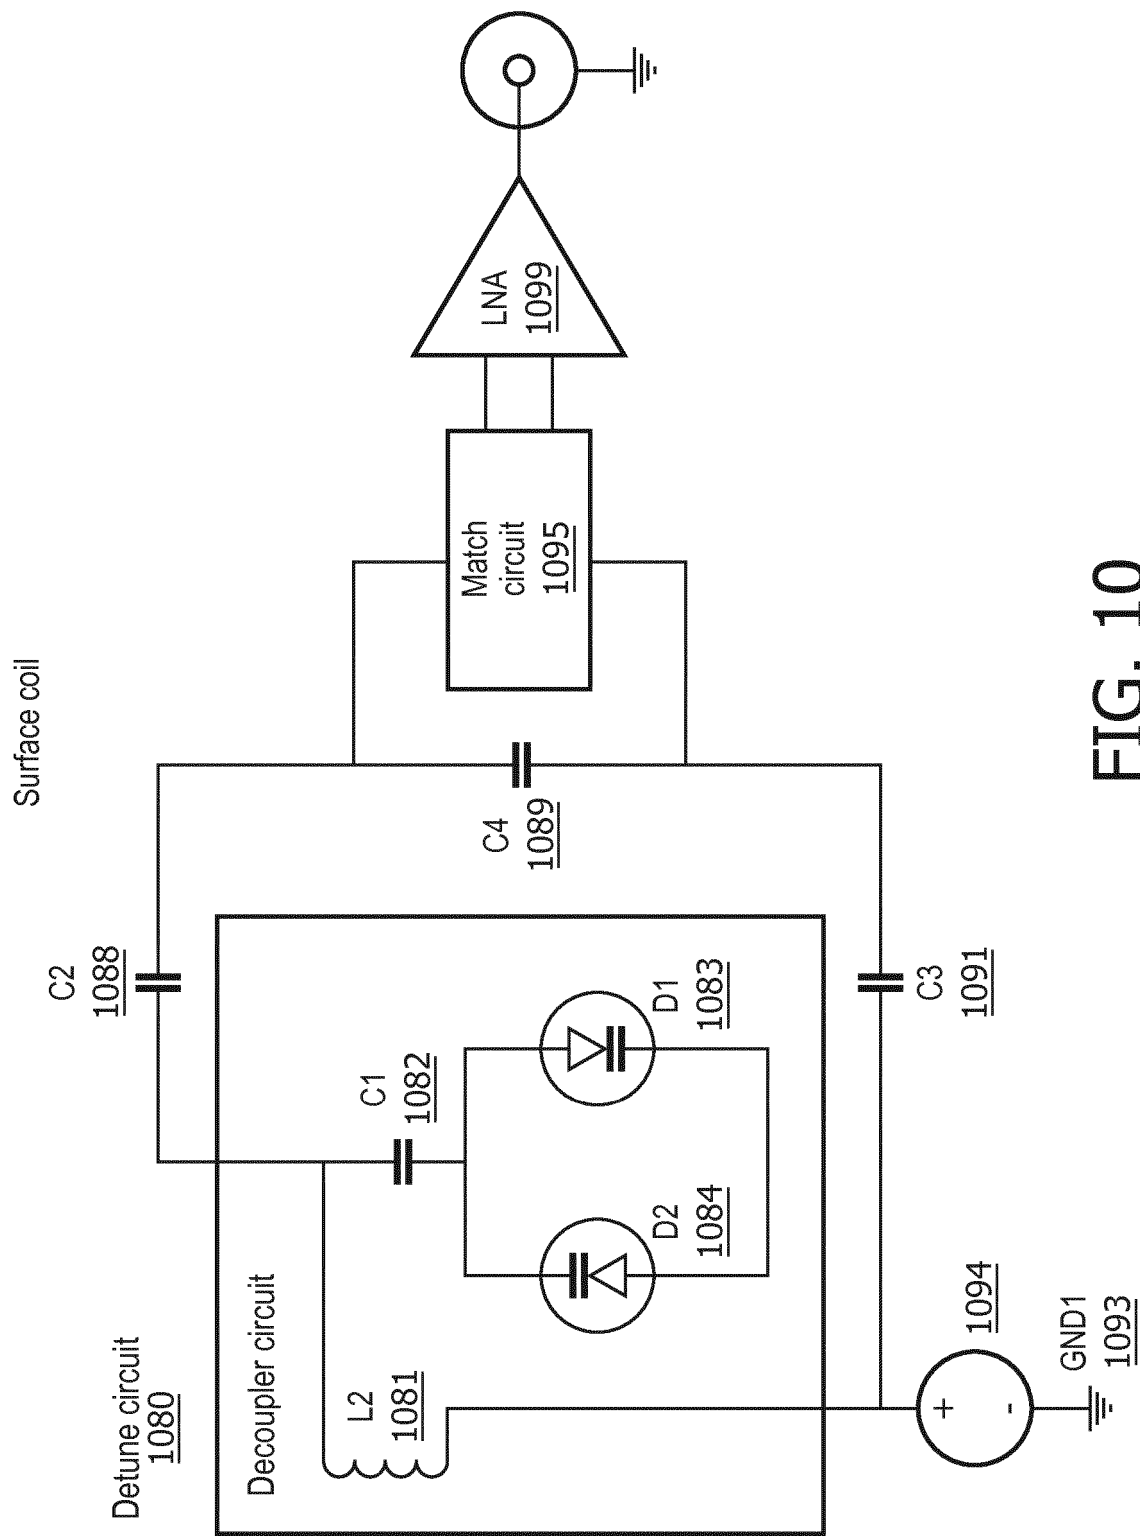 Surface coil
Detune circuit
1080
Decoupler circuit
C2
1088
L2
1081
C1
1082
C4
1089
Match
circuit
1095
LNA
1099
D2
1084
D1
1083
C3
1091
+
-
1094
GND1
1093
FIG. 10